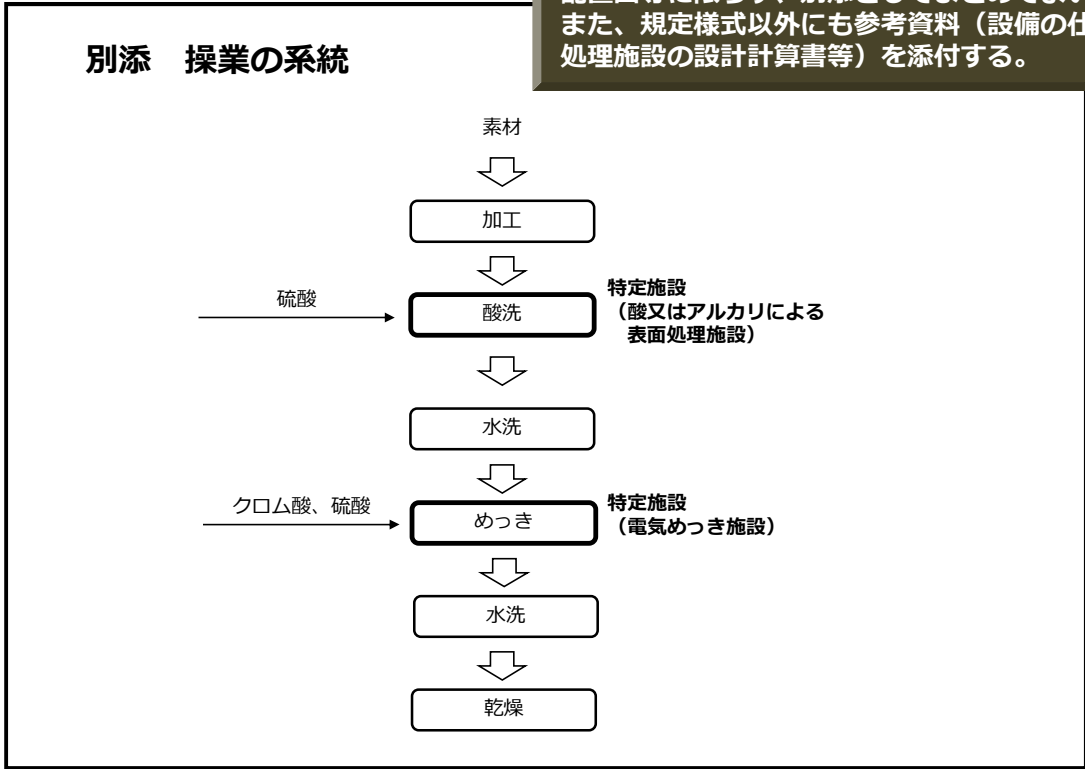 また、規定様式以外にも参考資料（設備の仕
処理施設の設計計算書等）を添付する。
別添　操業の系統
素材
加工
硫酸
酸洗
特定施設
（酸又はアルカリによる
表面処理施設）
水洗
クロム酸、硫酸
めっき
特定施設
（電気めっき施設）
水洗
乾燥